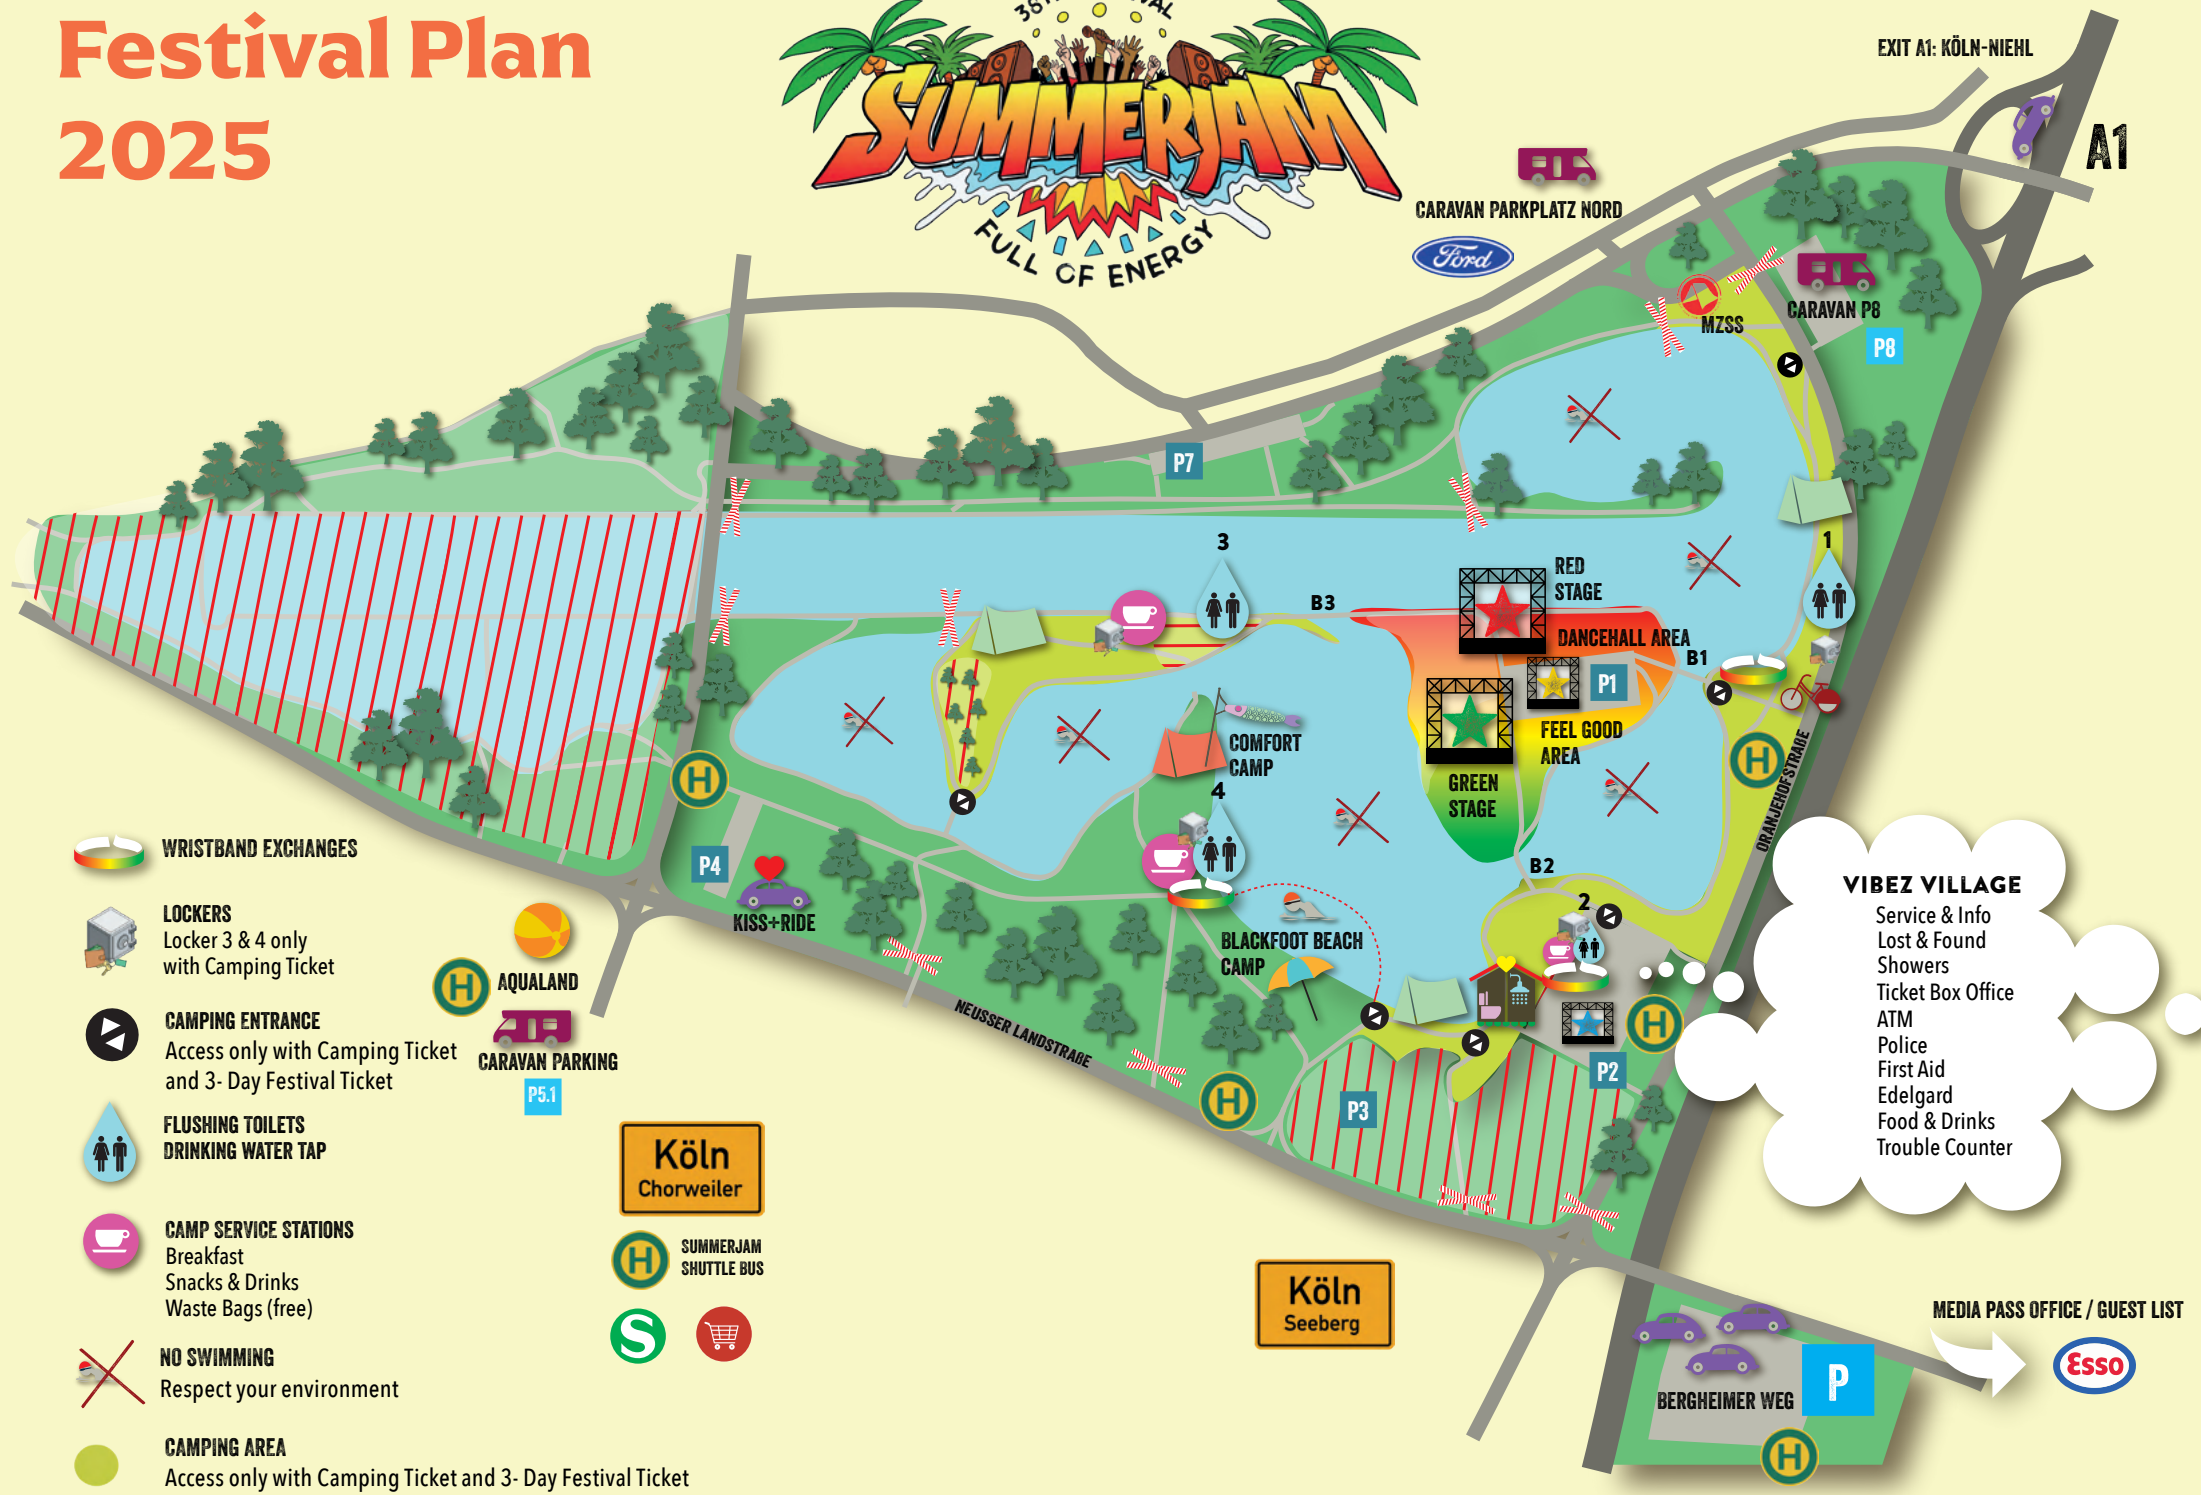 Festival Plan
2025
SUMMERJAM
FULL OF ENERGY
EXIT A1: KÖLN-NIEHL
A1
CARAVAN PARKPLATZ NORD
Ford
MZSS
CARAVAN P8
P8
P7
3
B3
RED
STAGE
DANCEHALL AREA
B1
P1
1
FEEL GOOD
AREA
GREEN
STAGE
COMFORT
CAMP
4
ORANJEHOFSTRAßE
H
H
B2
2
P4
KISS+RIDE
BLACKFOOT BEACH
CAMP
NEUSSER LANDSTRAßE
H
H
P2
P3
VIBEZ VILLAGE
Service & Info
Lost & Found
Showers
Ticket Box Office
ATM
Police
First Aid
Edelgard
Food & Drinks
Trouble Counter
WRISTBAND EXCHANGES
LOCKERS
Locker 3 & 4 only
with Camping Ticket
CAMPING ENTRANCE
Access only with Camping Ticket
and 3- Day Festival Ticket
FLUSHING TOILETS
DRINKING WATER TAP
CAMP SERVICE STATIONS
Breakfast
Snacks & Drinks
Waste Bags (free)
NO SWIMMING
Respect your environment
CAMPING AREA
Access only with Camping Ticket and 3- Day Festival Ticket
H
AQUALAND
CARAVAN PARKING
P5.1
Köln
Chorweiler
H
SUMMERJAM
SHUTTLE BUS
S
Köln
Seeberg
MEDIA PASS OFFICE / GUEST LIST
Esso
BERGHEIMER WEG
P
H